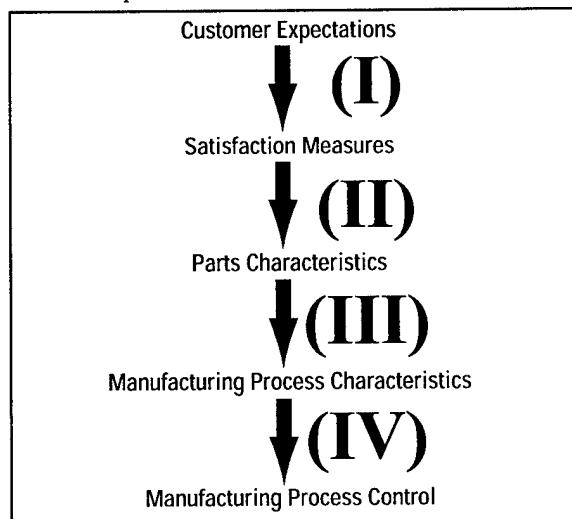 Customer Expectations
(I)
Satisfaction Measures
(II)
Parts Characteristics
(III)
Manufacturing Process Characteristics
(IV)
Manufacturing Process Control